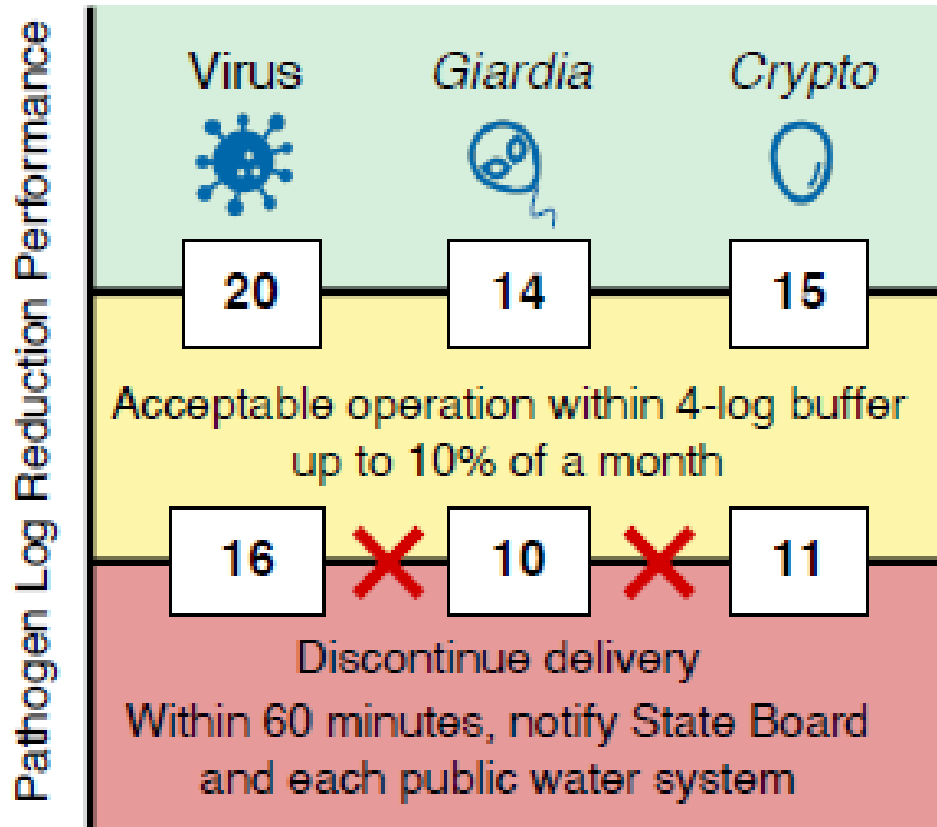 Pathogen Log Reduction Performance
Virus Giardia Crypto
20 14 15
Acceptable operation within 4-log buffer
up to 10% of a month
16 10 11
Discontinue delivery
Within 60 minutes, notify State Board
and each public water system